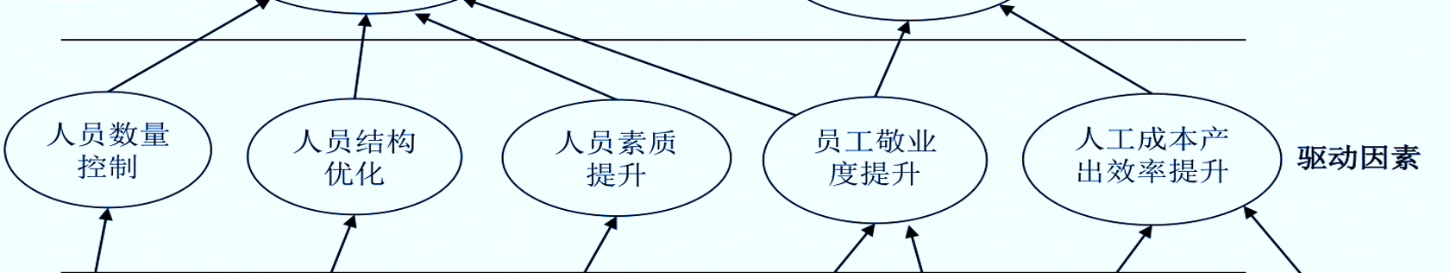 人员数量
控制
人员结构
优化
人员素质
提升
员工敬业
度提升
人工成本产
出效率提升
驱动因素